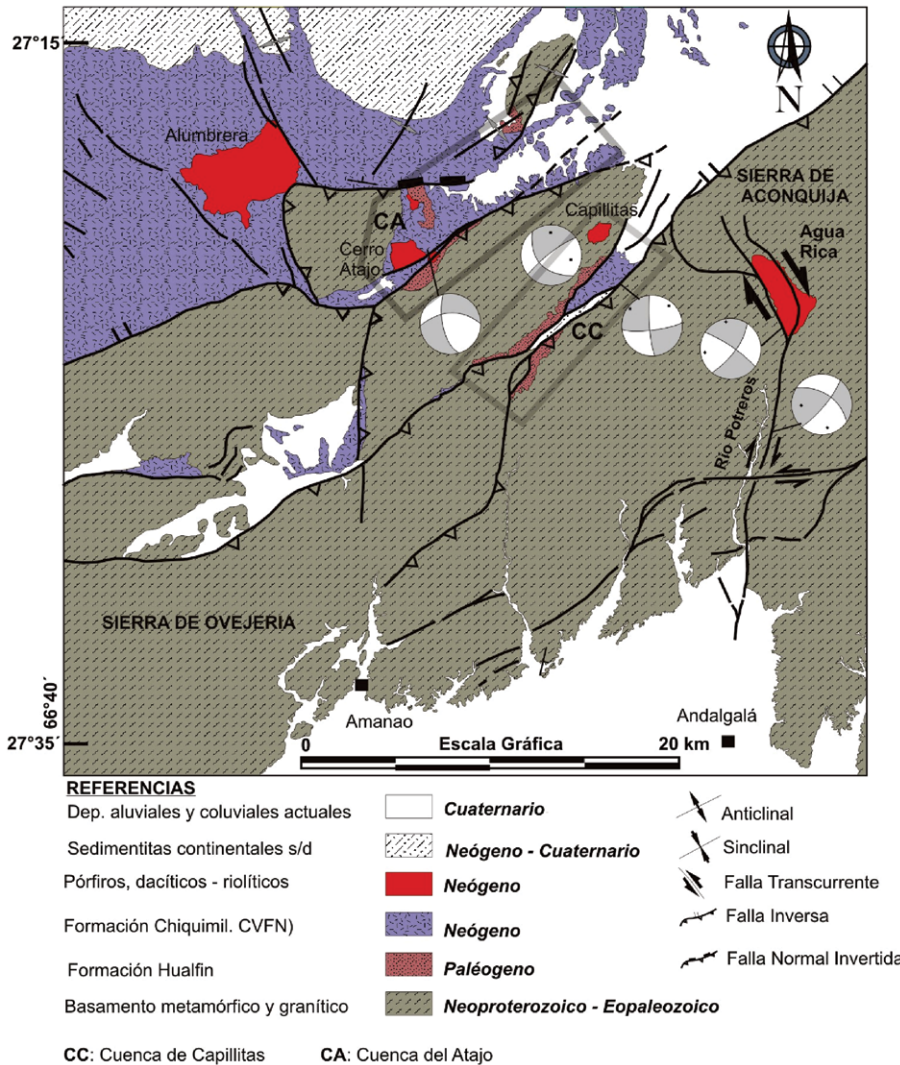 27°15´
N
Alumbrera
SIERRA DE
ACONQUIJA
CA
Capillitas
Agua
Rica
Cerro
Atajo
CC
Rio Potreros
SIERRA DE OVEJERIA
66°40´
27°35´
Amanao
Andalgalá
0 Escala Gráfica 20 km
REFERENCIAS
Dep. aluviales y coluviales actuales Cuaternario Anticlinal
Sedimentitas continentales s/d Neógeno - Cuaternario Sinclinal
Pórfiros, dacíticos - riolíticos Neógeno Falla Transcurrente
Formación Chiquimil. CVFN) Neógeno Falla Inversa
Formación Hualfin Paléogeno Falla Normal Invertida
Basamento metamórfico y granítico Neoproterozoico - Eopaleozoico
CC: Cuenca de Capillitas CA: Cuenca del Atajo